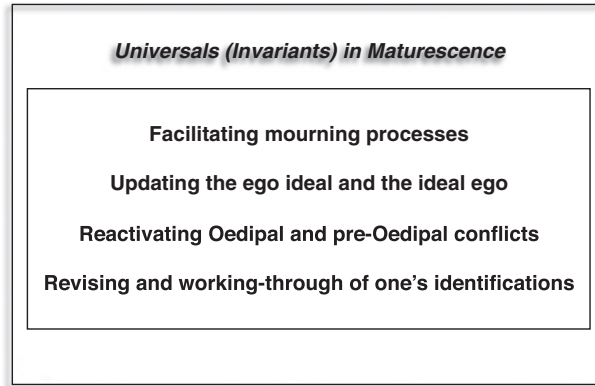 Universals (Invariants) in Maturescence
Facilitating mourning processes
Updating the ego ideal and the ideal ego
Reactivating Oedipal and pre-Oedipal conflicts
Revising and working-through of one’s identifications